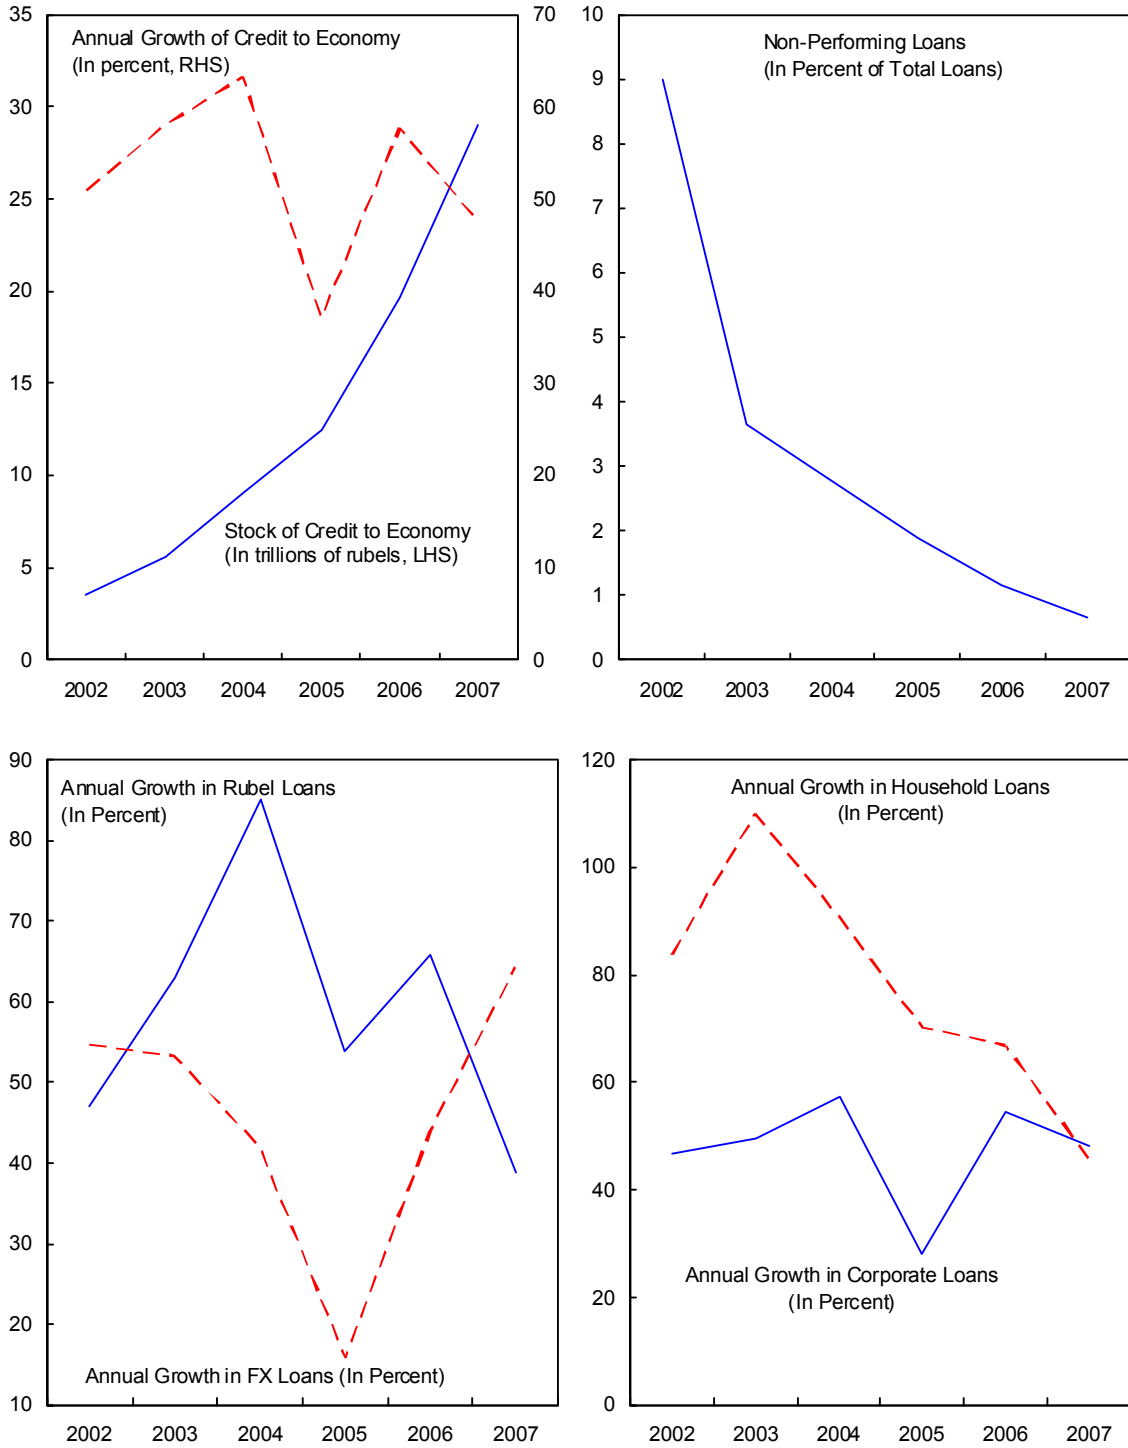 Annual Growth of Credit to Economy
(In percent, RHS)
Stock of Credit to Economy
(In trillions of rubels, LHS)
35
30
25
20
15
10
5
0
70
60
50
40
30
20
10
0
2002 2003 2004 2005 2006 2007
Non-Performing Loans
(In Percent of Total Loans)
10
9
8
7
6
5
4
3
2
1
0
2002 2003 2004 2005 2006 2007
Annual Growth in Rubel Loans
(In Percent)
Annual Growth in FX Loans (In Percent)
90
80
70
60
50
40
30
20
10
2002 2003 2004 2005 2006 2007
Annual Growth in Household Loans
(In Percent)
Annual Growth in Corporate Loans
(In Percent)
120
100
80
60
40
20
0
2002 2003 2004 2005 2006 2007